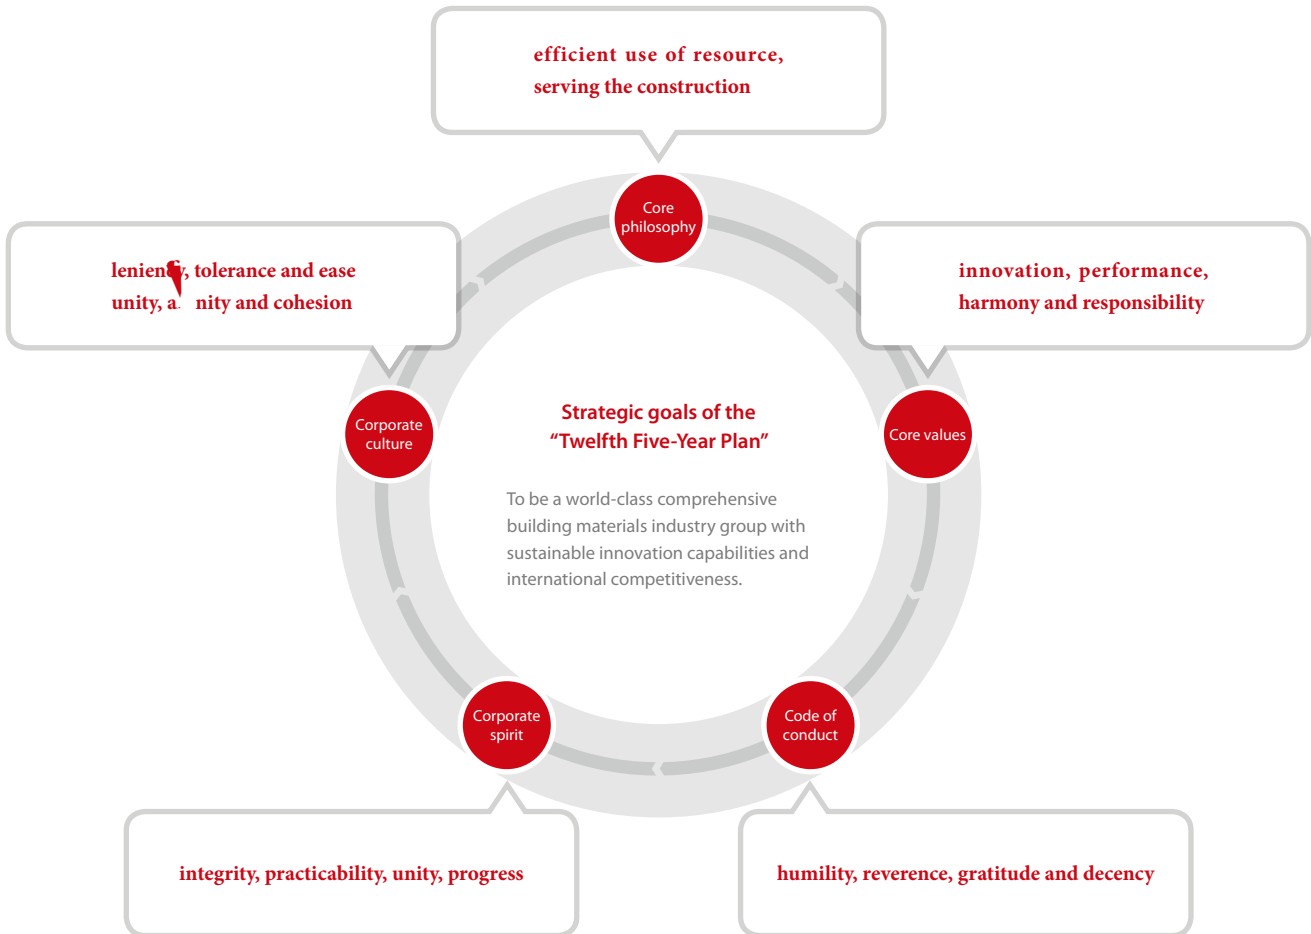 efficient use of resource,
serving the construction
Core
philosophy
leniency, tolerance and ease
unity, a nity and cohesion
innovation, performance,
harmony and responsibility
Corporate
culture
Core values
Strategic goals of the
“Twelfth Five-Year Plan”
To be a world-class comprehensive
building materials industry group with
sustainable innovation capabilities and
international competitiveness.
Corporate
spirit
Code of
conduct
integrity, practicability, unity, progress
humility, reverence, gratitude and decency